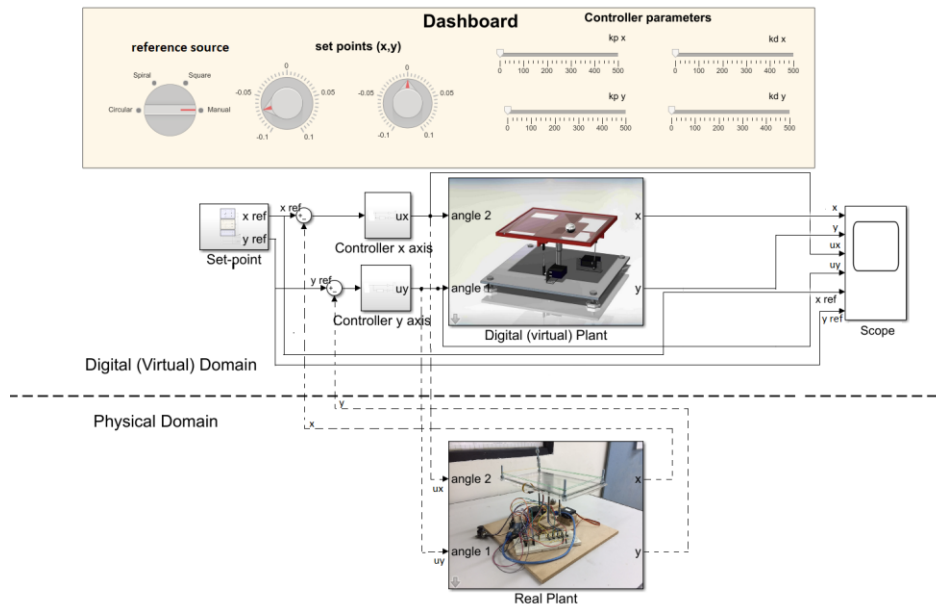 Dashboard
Controller parameters
reference source
set points (x,y)
kp x
kd x
0 100 200 300 400 500
0 100 200 300 400 500
Spiral
Square
Circular
Manual
0
-0.05
0.05
-0.1
0.1
0
-0.05
0.05
-0.1
0.1
kp y
kd y
0 100 200 300 400 500
0 100 200 300 400 500
x ref
y ref
Set-point
x ref
+
-
ux
Controller x axis
y ref
+
-
uy
Controller y axis
angle 2
angle 1
x
y
Digital (virtual) Plant
x
y
ux
uy
x ref
y ref
Scope
Digital (Virtual) Domain
Physical Domain
y
x
ux
uy
angle 2
angle 1
x
y
Real Plant